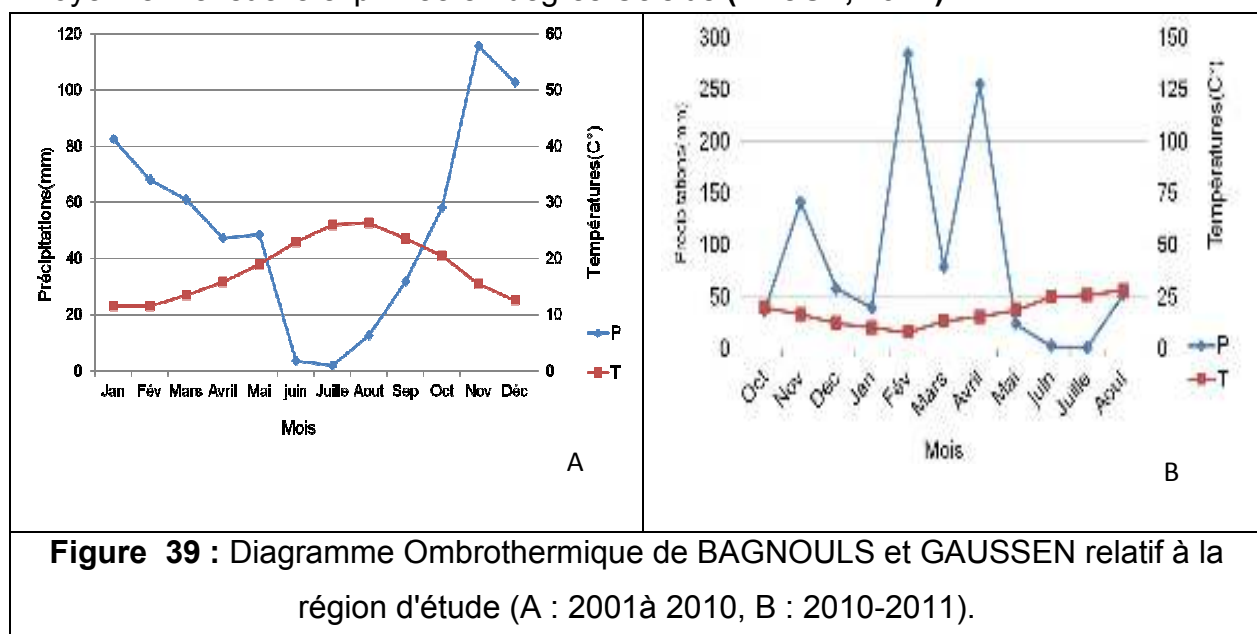 120
100
80
60
40
20
0
Précipitations(mm)
60
50
40
30
20
10
0
Températures(C°)
P
T
Jan Fév Mars Avril Mai juin Juille Aout Sep Oct Nov Déc
Mois
A
300
250
200
150
100
50
0
Precipitations(mm)
150
125
100
75
50
25
0
Températures(C°)
P
T
Oct Nov Dec Jan Fév Mars Avril Mai juin Juille Aout
Mois
B
Figure 39 : Diagramme Ombrothermique de BAGNOULS et GAUSSEN relatif à la
région d'étude (A : 2001à 2010, B : 2010-2011).